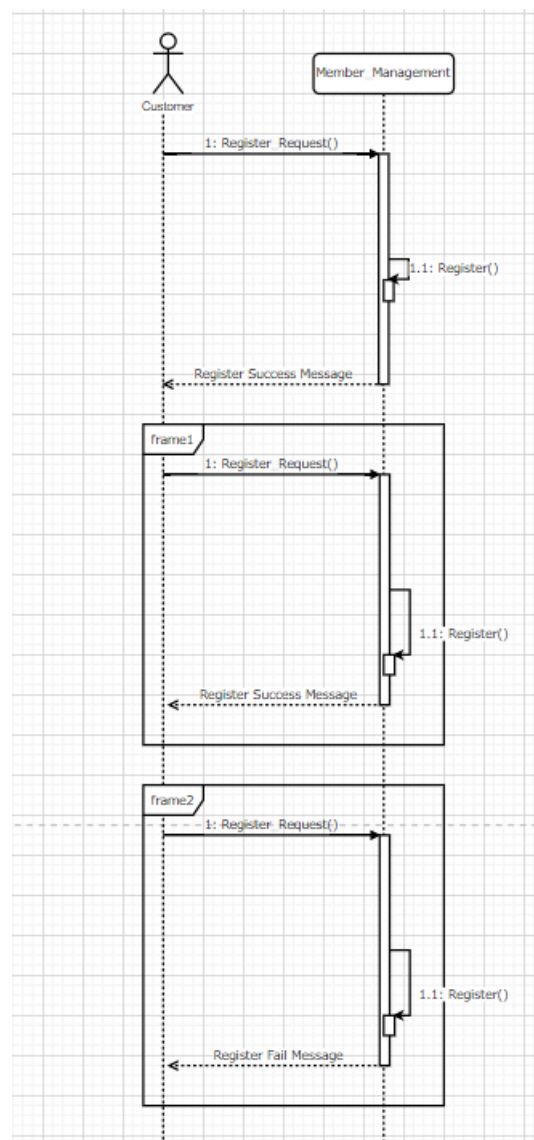 Customer
Member_Management
1: Register_Request()
1.1: Register()
Register Success Message
frame1
1: Register_Request()
1.1: Register()
Register Success Message
frame2
1: Register_Request()
1.1: Register()
Register Fail Message